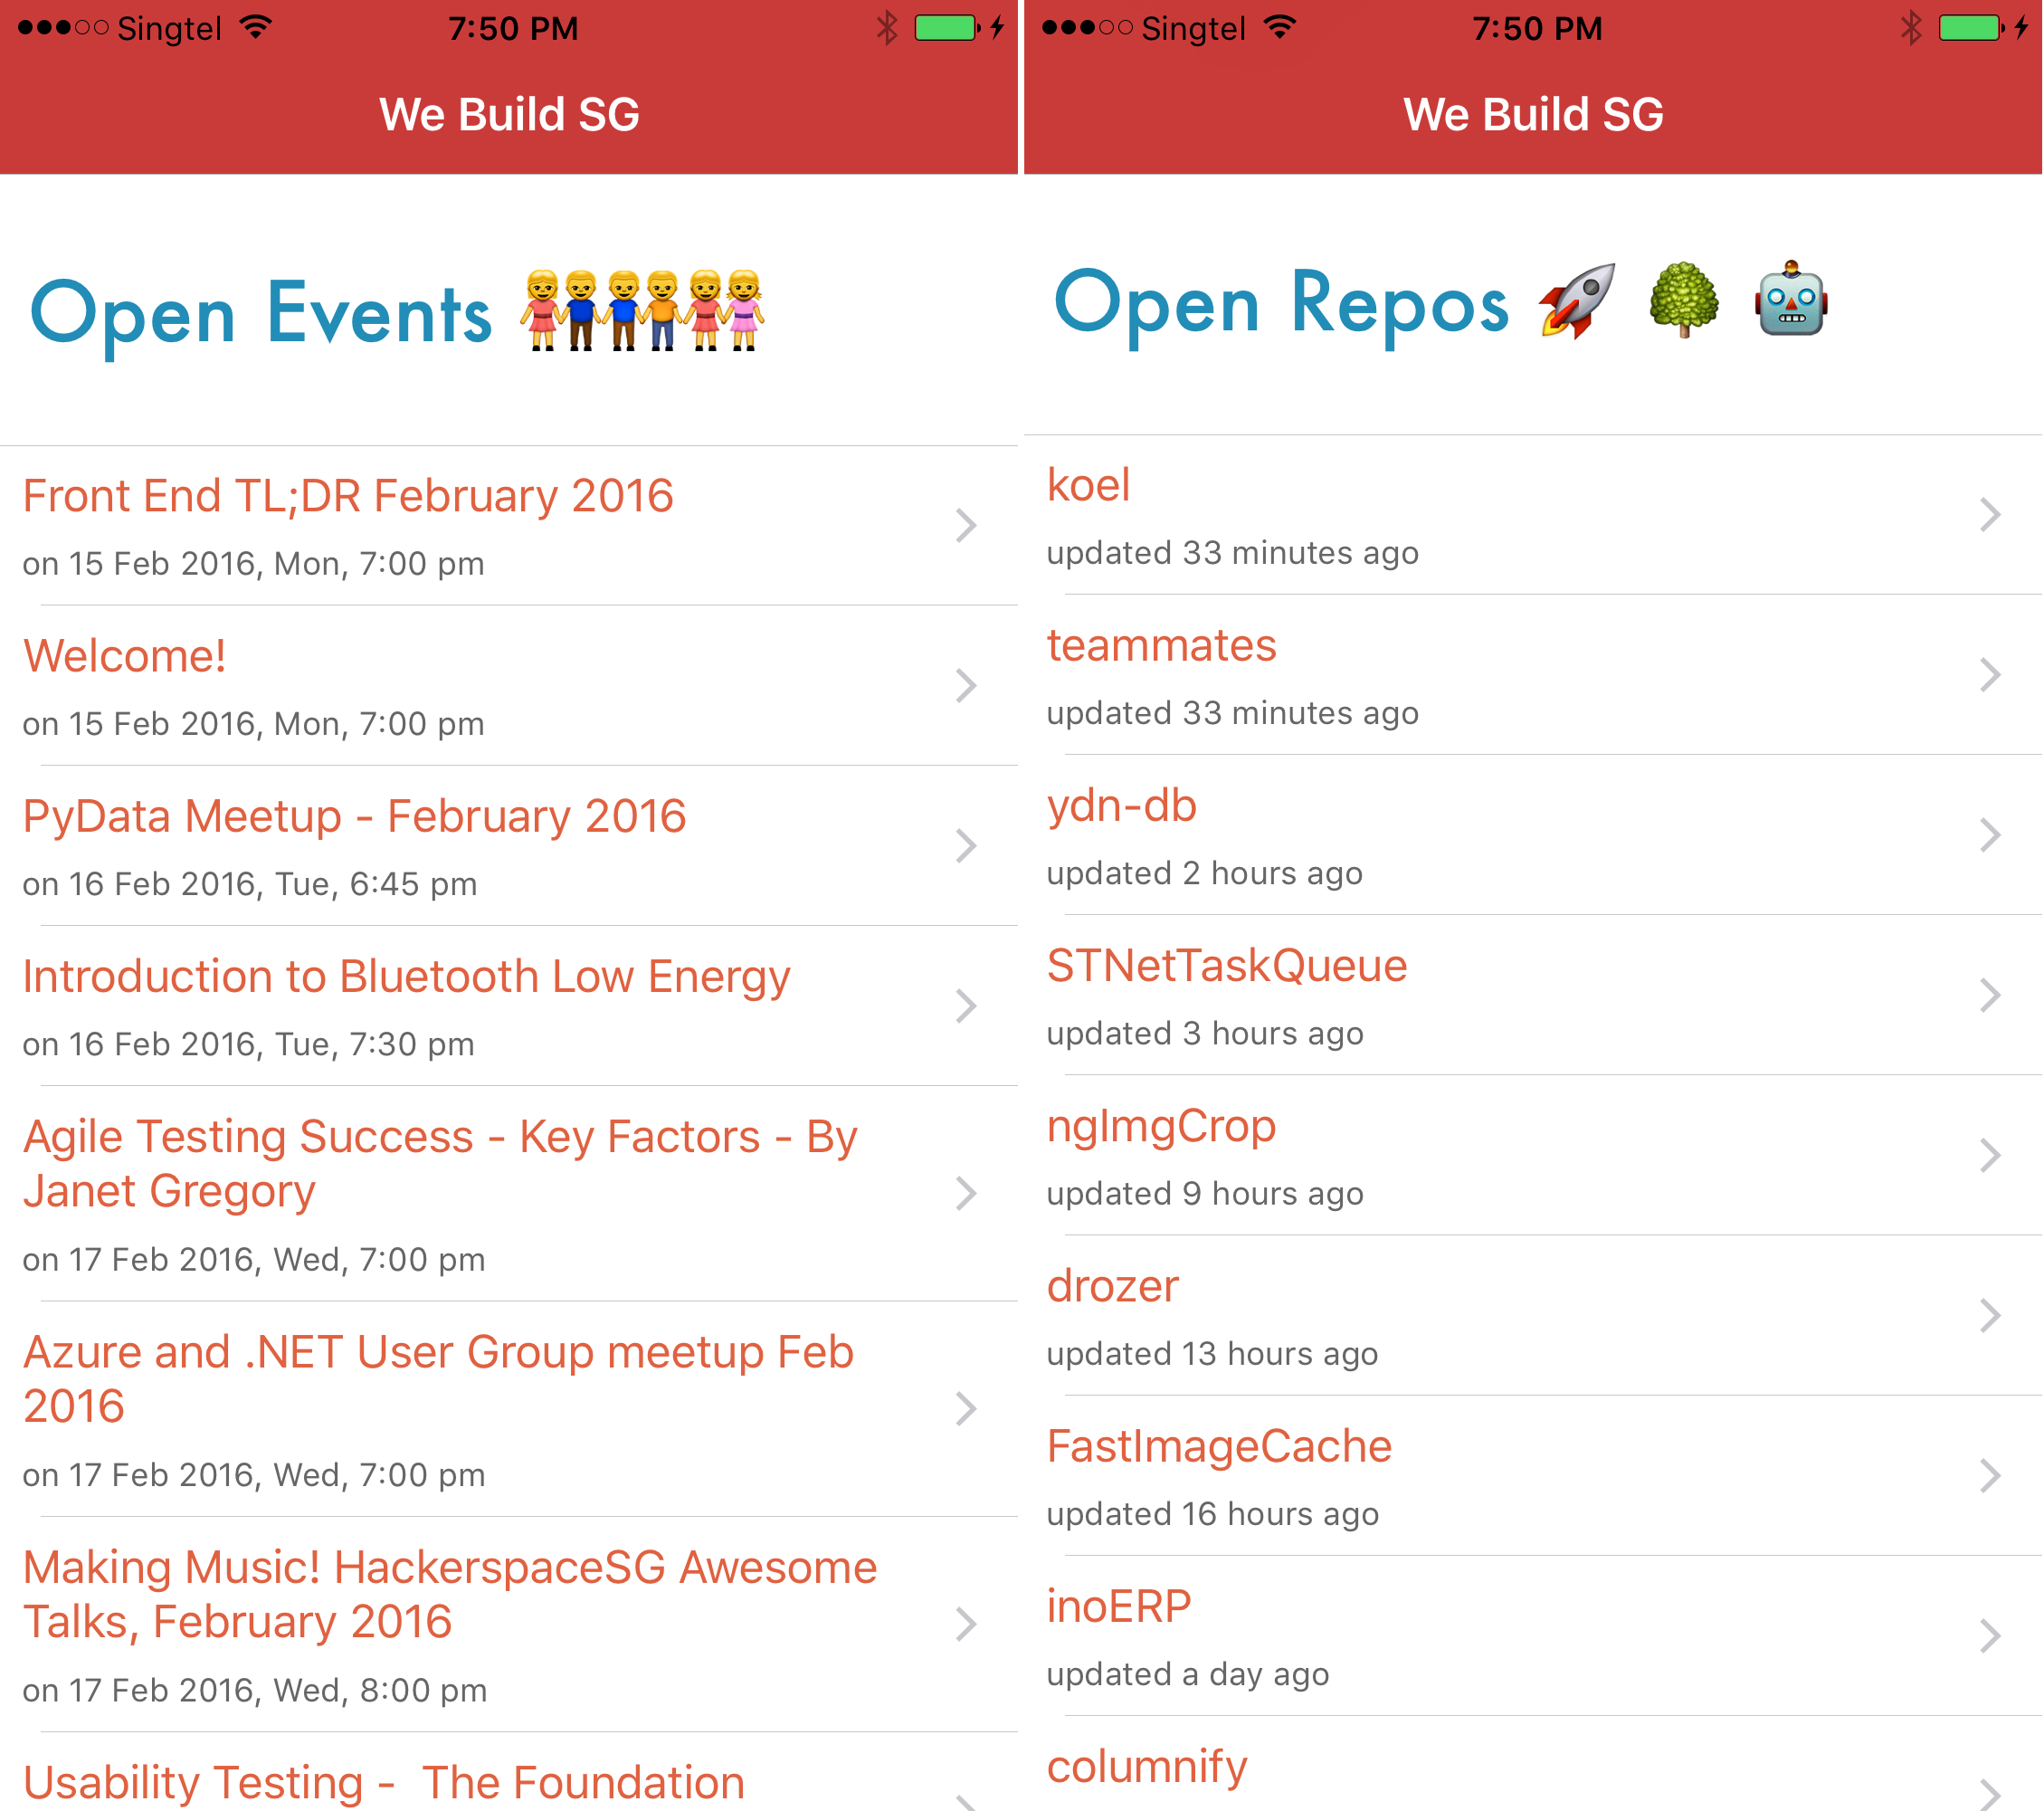 Singtel 7:50 PM
We Build SG
Open Events
Front End TL;DR February 2016
on 15 Feb 2016, Mon, 7:00 pm
Welcome!
on 15 Feb 2016, Mon, 7:00 pm
PyData Meetup - February 2016
on 16 Feb 2016, Tue, 6:45 pm
Introduction to Bluetooth Low Energy
on 16 Feb 2016, Tue, 7:30 pm
Agile Testing Success - Key Factors - By
Janet Gregory
on 17 Feb 2016, Wed, 7:00 pm
Azure and .NET User Group meetup Feb
2016
on 17 Feb 2016, Wed, 7:00 pm
Making Music! HackerspaceSG Awesome
Talks, February 2016
on 17 Feb 2016, Wed, 8:00 pm
Usability Testing -  The Foundation
Singtel 7:50 PM
We Build SG
Open Repos
koel
updated 33 minutes ago
teammates
updated 33 minutes ago
ydn-db
updated 2 hours ago
STNetTaskQueue
updated 3 hours ago
ngImgCrop
updated 9 hours ago
drozer
updated 13 hours ago
FastImageCache
updated 16 hours ago
inoERP
updated a day ago
columnify